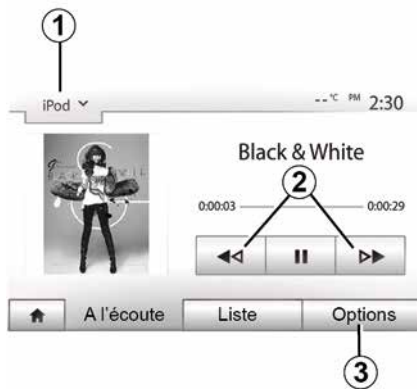 1
iPod
--°C PM 2:30
Black & White
2
0:00:03 0:00:29
A l'écoute Liste Options
3